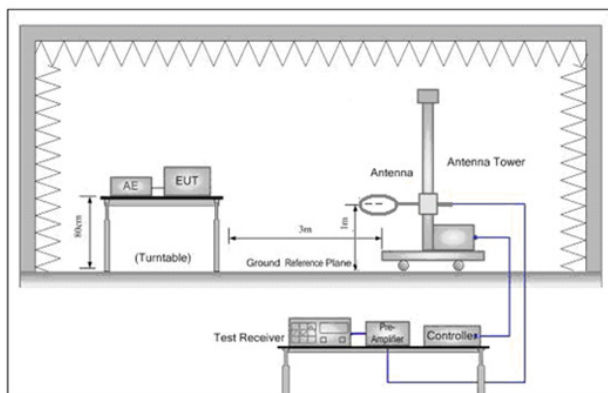 Antenna Tower
Antenna
AE
EUT
80cm
(Turntable)
3m
1m
Ground Reference Plane
Test Receiver
Pre-
Amplifier
Controller